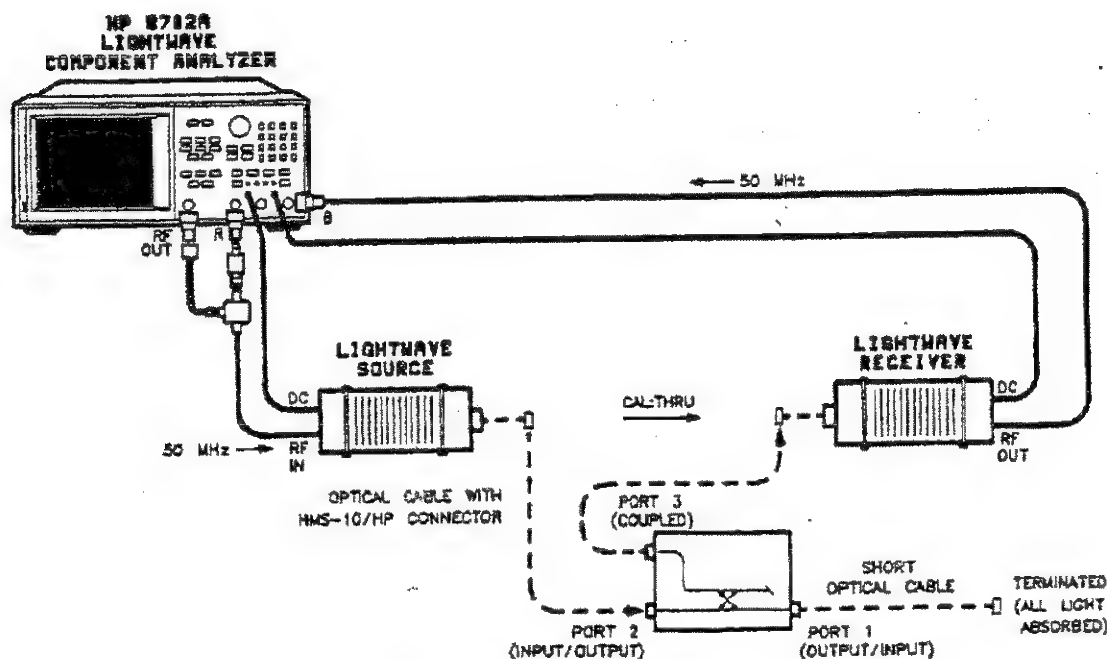 HP 8702A
LIGHTWAVE
COMPONENT ANALYZER
50 MHz
B
RF
OUT
R
LIGHTWAVE
SOURCE
LIGHTWAVE
RECEIVER
DC
CAL-THRU
DC
50 MHz
RF
IN
RF
OUT
OPTICAL CABLE WITH
HMS-10/HP CONNECTOR
PORT 3
(COUPLED)
SHORT
OPTICAL CABLE
TERMINATED
(ALL LIGHT
ABSORBED)
PORT 2
(INPUT/OUTPUT)
PORT 1
(OUTPUT/INPUT)